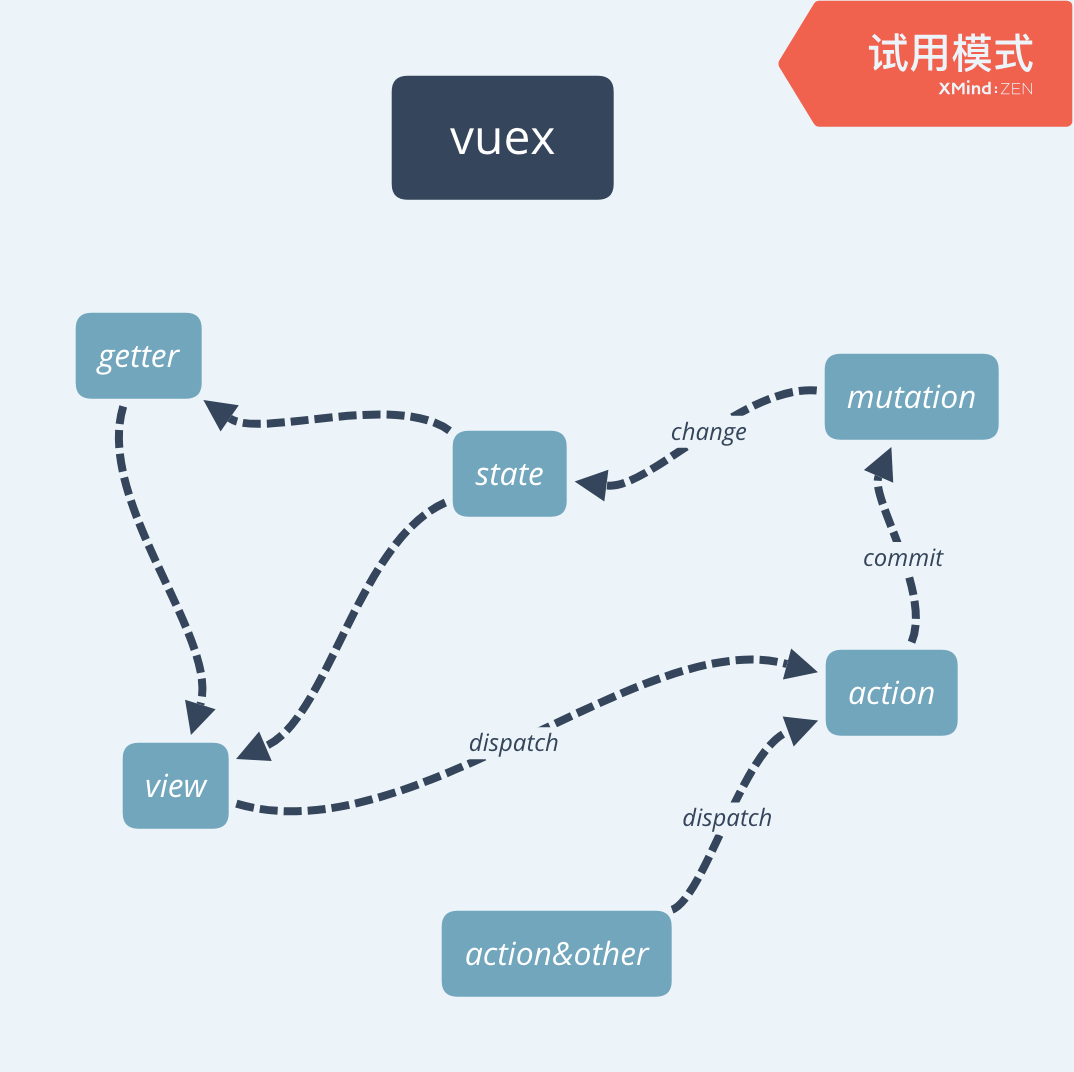 试用模式
XMind:ZEN
vuex
getter
mutation
change
state
commit
action
dispatch
view
dispatch
action&other